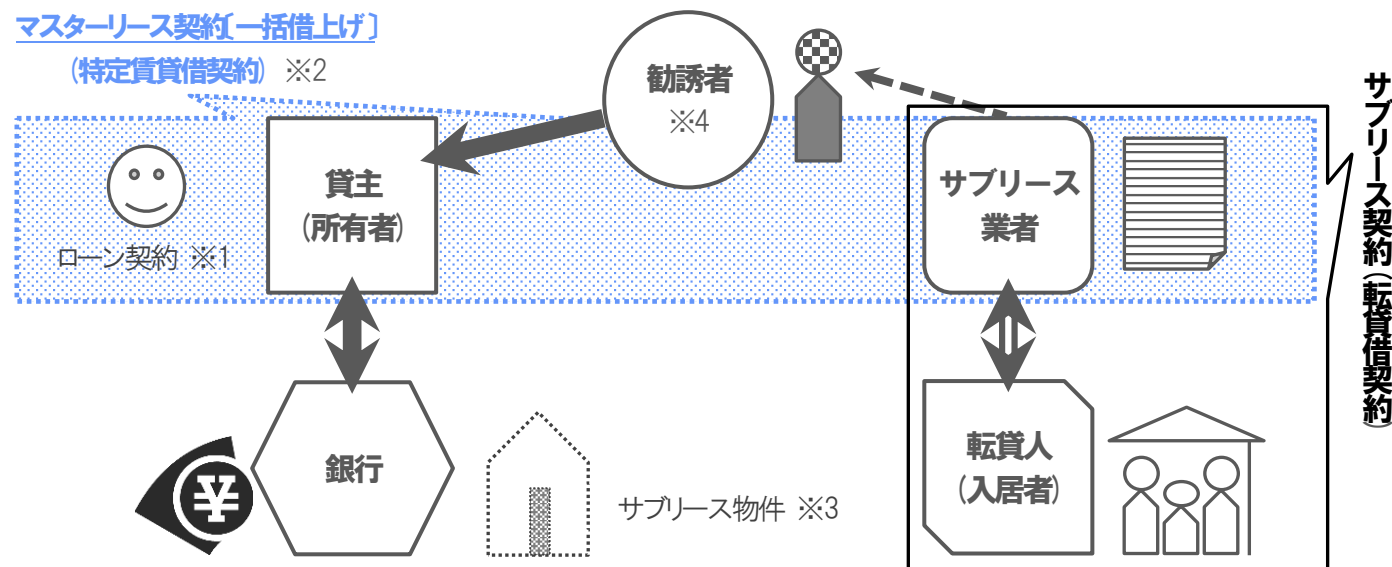 マスターリース契約〔一括借上げ〕
(特定賃貸借契約) ※2
勧誘者
※4
貸主
(所有者)
ローン契約 ※1
サブリース
業者
サブリース契約(転貸借契約)
銀行
サブリース物件 ※3
転貸人
(入居者)
¥